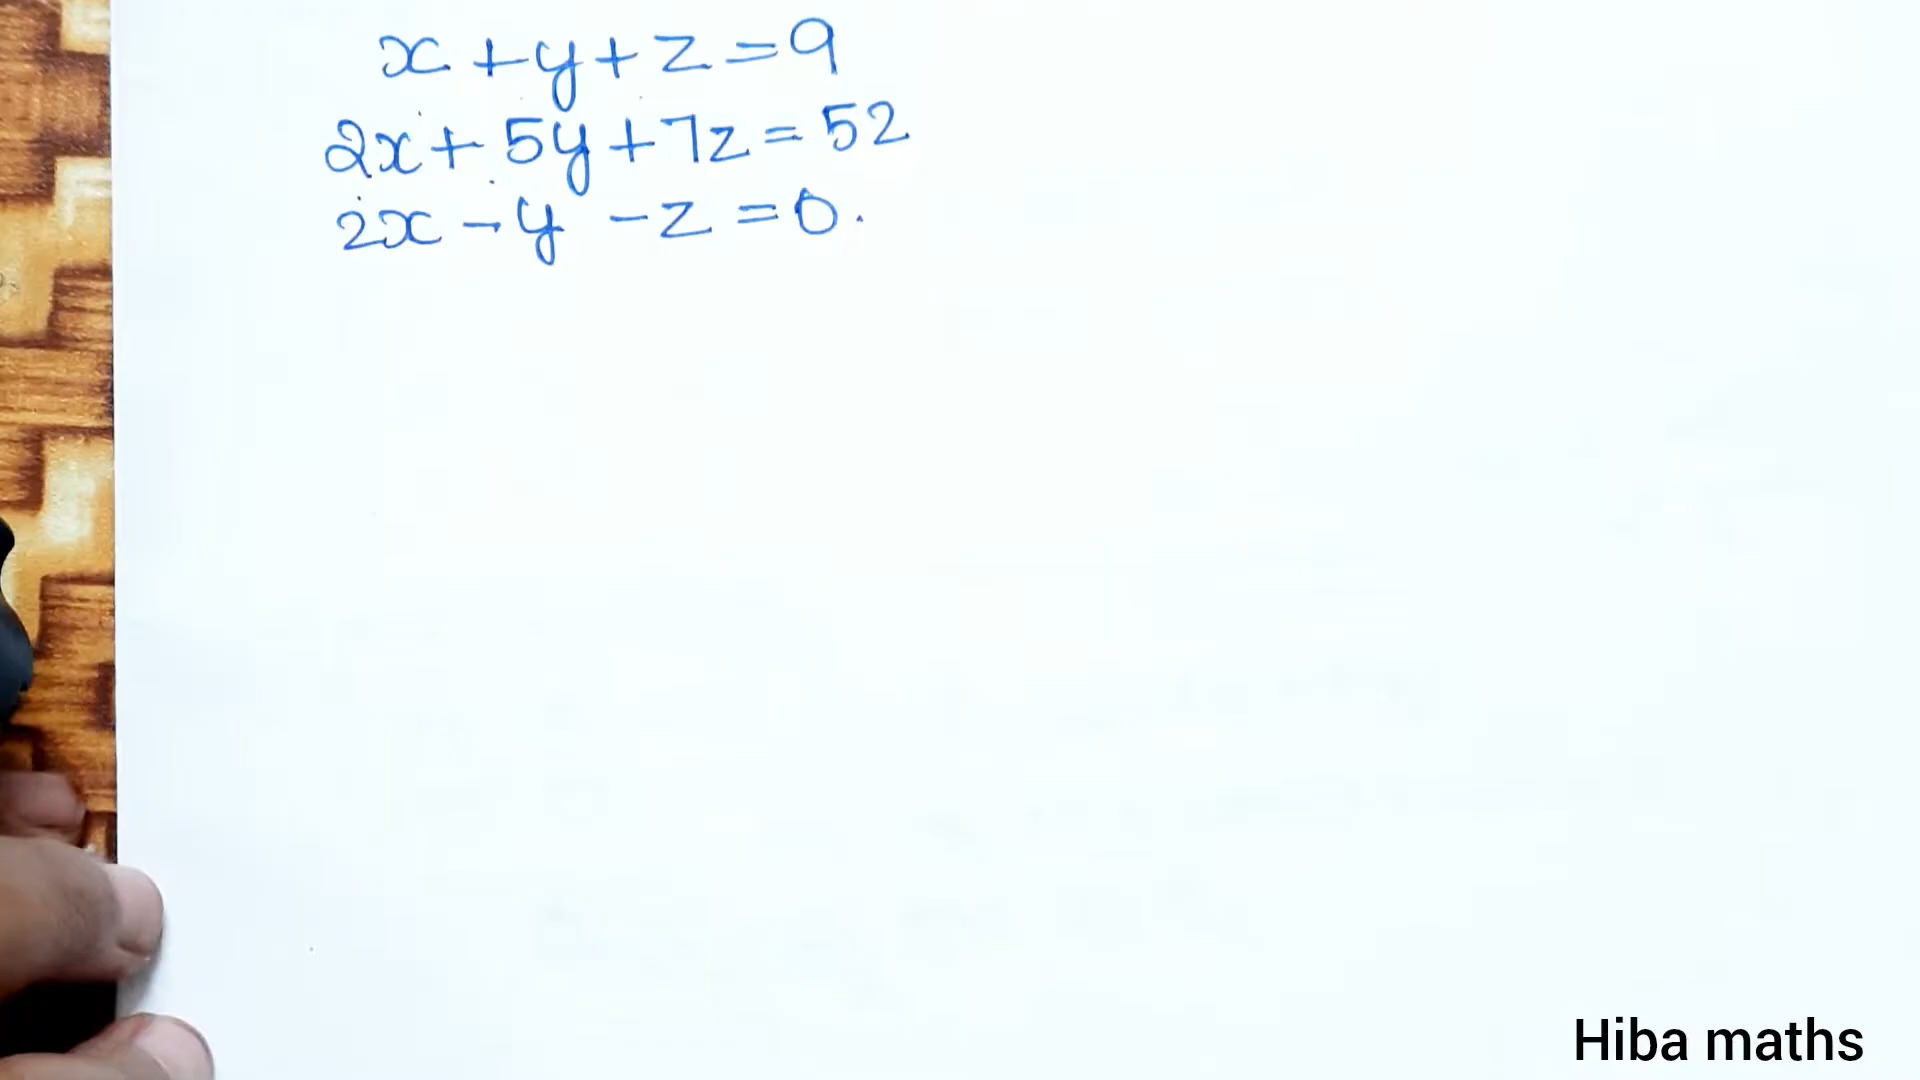 x + y + z = 9
2x + 5y + 7z = 52
2x - y - z = 0.
Hiba maths